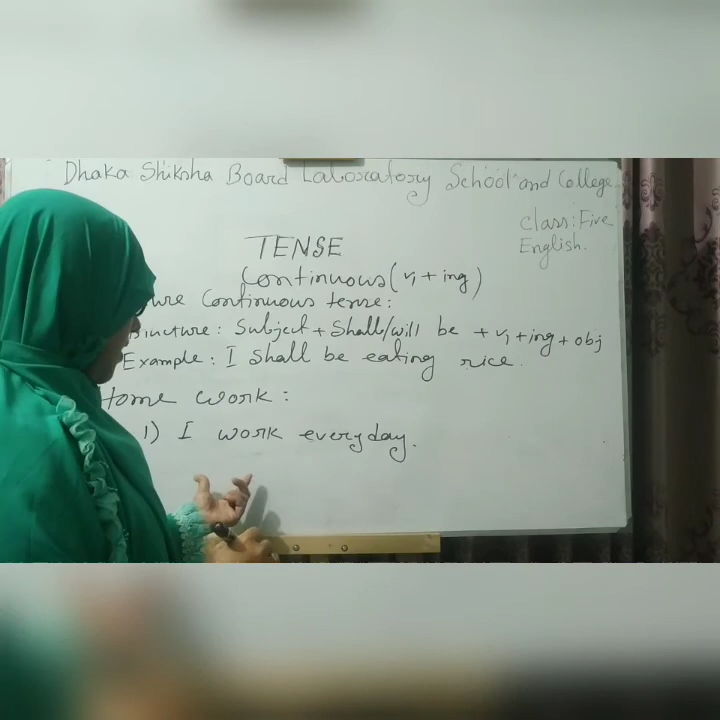 Dhaka Shiksha Board Laboratory School and College
Class: Five
English.
TENSE
Continuous (v₁ + ing)
Continuous tense:
Subject + Shall/will be + v₁ + ing + obj
Example: I shall be eating rice.
Home work:
1) I work everyday.